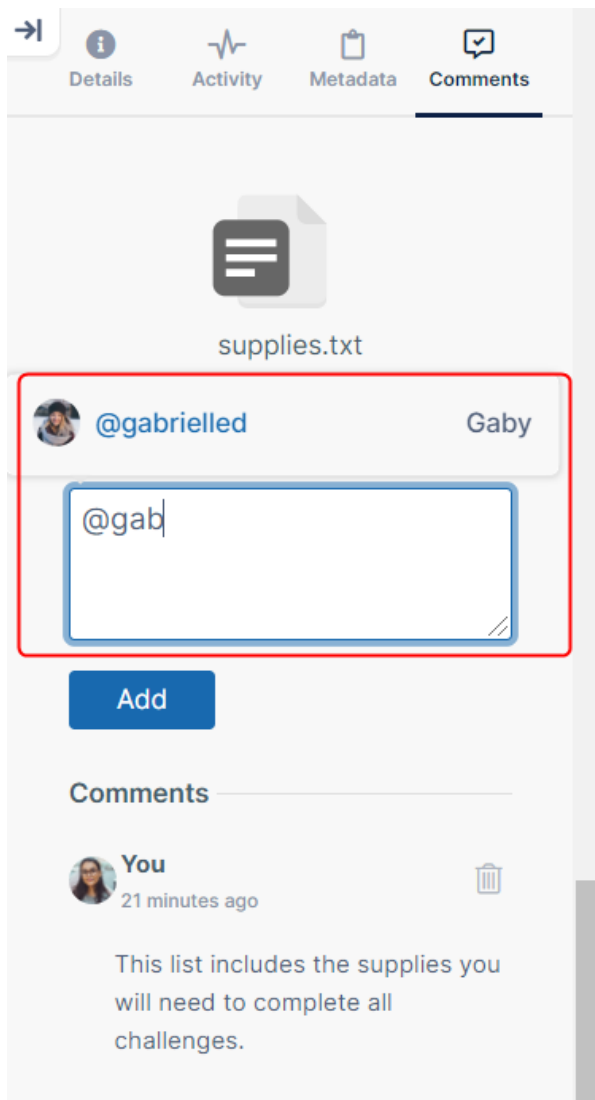 Details Activity Metadata Comments
supplies.txt
@gabrielled Gaby
@gab
Add
Comments
You
21 minutes ago
This list includes the supplies you
will need to complete all
challenges.